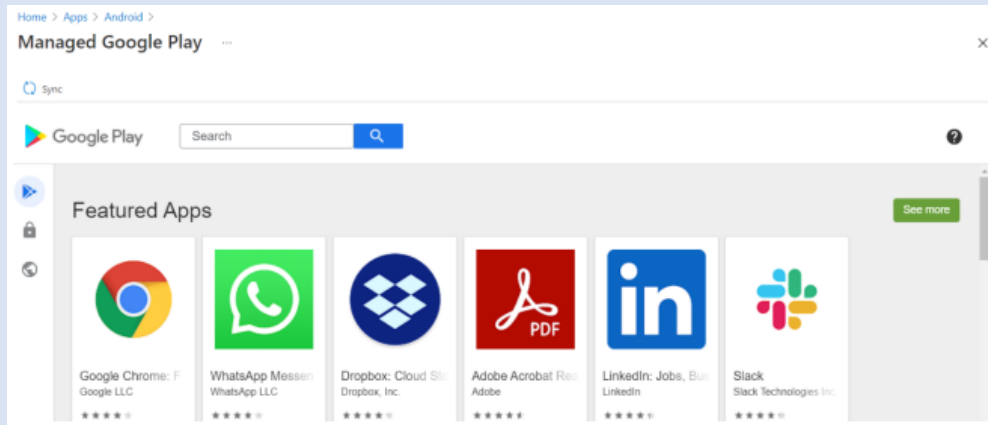 Home > Apps > Android >
Managed Google Play ...
Sync
Google Play
Search
Featured Apps
See more
PDF
in
Google Chrome: F
WhatsApp Messen
Dropbox: Cloud Sto
Adobe Acrobat Rea
LinkedIn: Jobs, Bus
Slack
Google LLC
WhatsApp LLC
Dropbox, Inc.
Adobe
LinkedIn
Slack Technologies Inc.